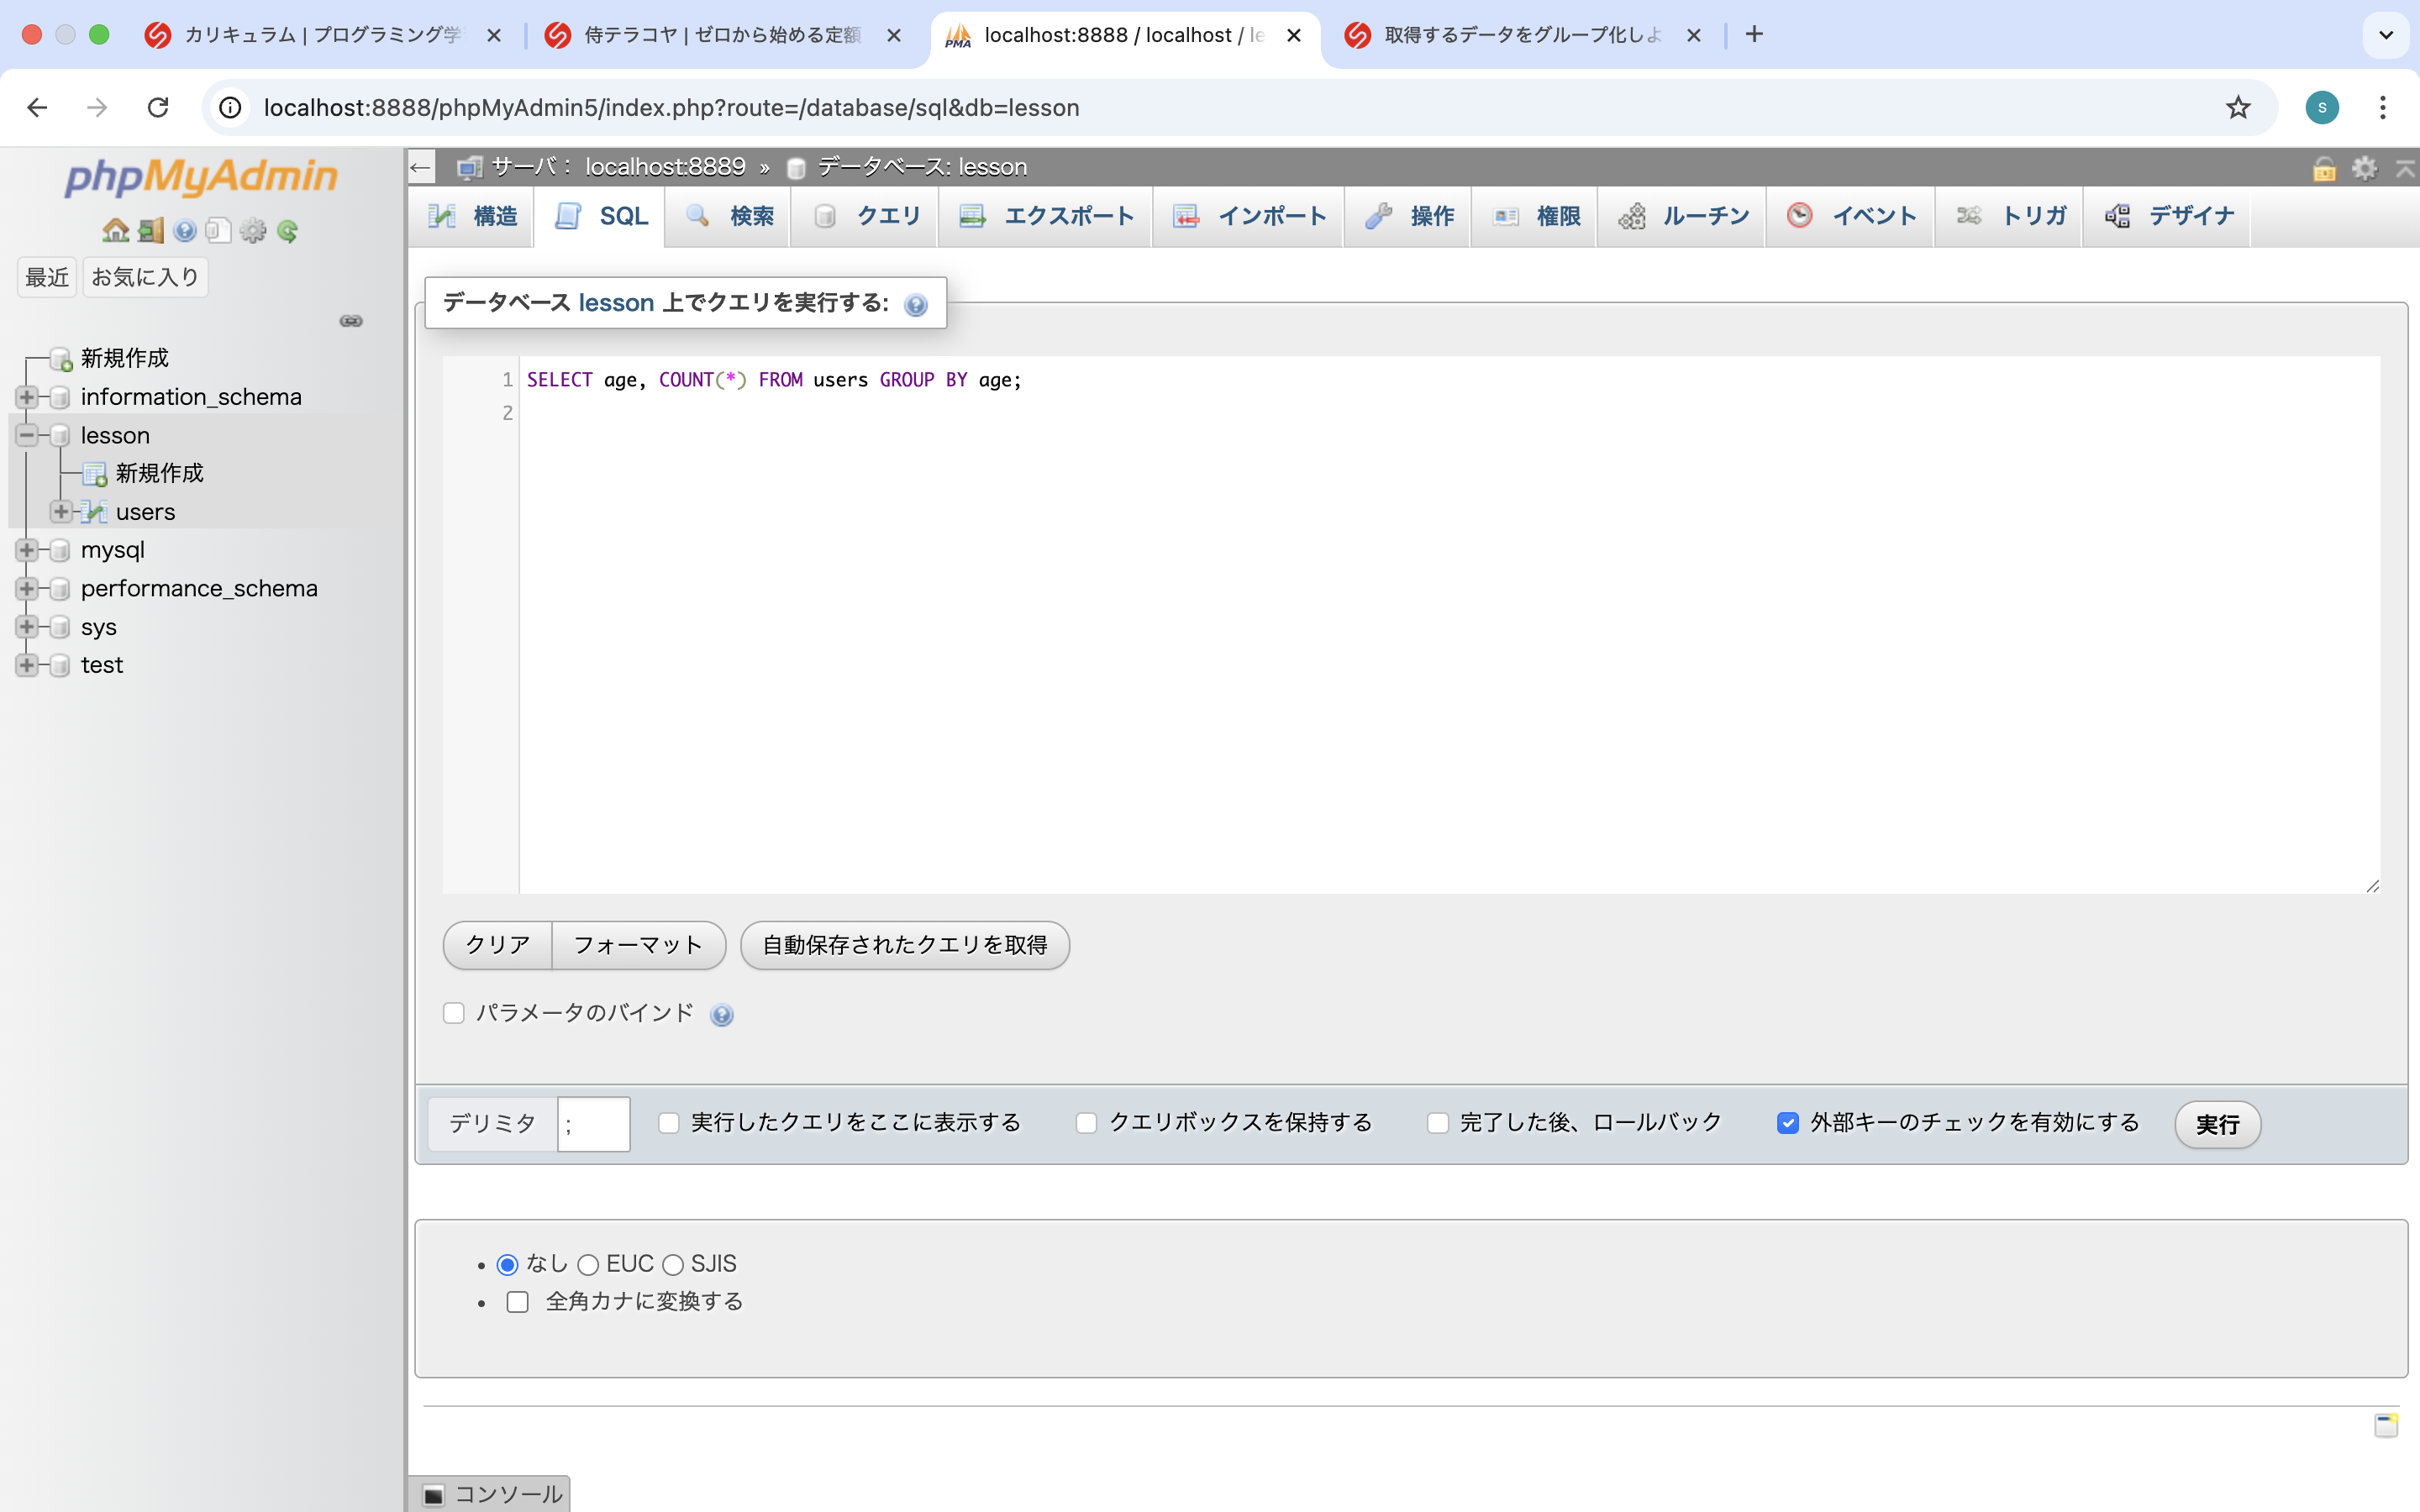 カリキュラム | プログラミング学
侍テラコヤ | ゼロから始める定額
localhost:8888 / localhost / le
取得するデータをグループ化しよ
localhost:8888/phpMyAdmin5/index.php?route=/database/sql&db=lesson
S
phpMyAdmin
最近
お気に入り
新規作成
information_schema
lesson
新規作成
users
mysql
performance_schema
sys
test
サーバ: localhost:8889 » データベース: lesson
構造
SQL
検索
クエリ
エクスポート
インポート
操作
権限
ルーチン
イベント
トリガ
デザイナ
データベース lesson 上でクエリを実行する:
1 SELECT age, COUNT(*) FROM users GROUP BY age;
2
クリア
フォーマット
自動保存されたクエリを取得
パラメータのバインド
デリミタ ;
実行したクエリをここに表示する
クエリボックスを保持する
完了した後、ロールバック
外部キーのチェックを有効にする
実行
なし EUC SJIS
全角カナに変換する
コンソール